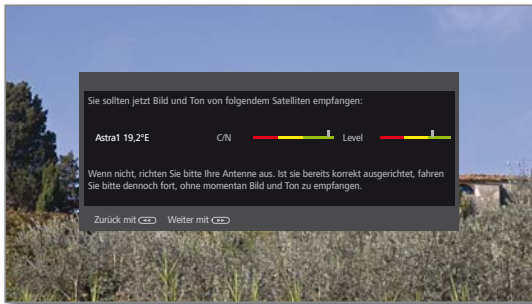 Sie sollten jetzt Bild und Ton von folgendem Satelliten empfangen:
Astra1 19,2°E C/N Level
Wenn nicht, richten Sie bitte Ihre Antenne aus. Ist sie bereits korrekt ausgerichtet, fahren
Sie bitte dennoch fort, ohne momentan Bild und Ton zu empfangen.
Zurück mit Weiter mit